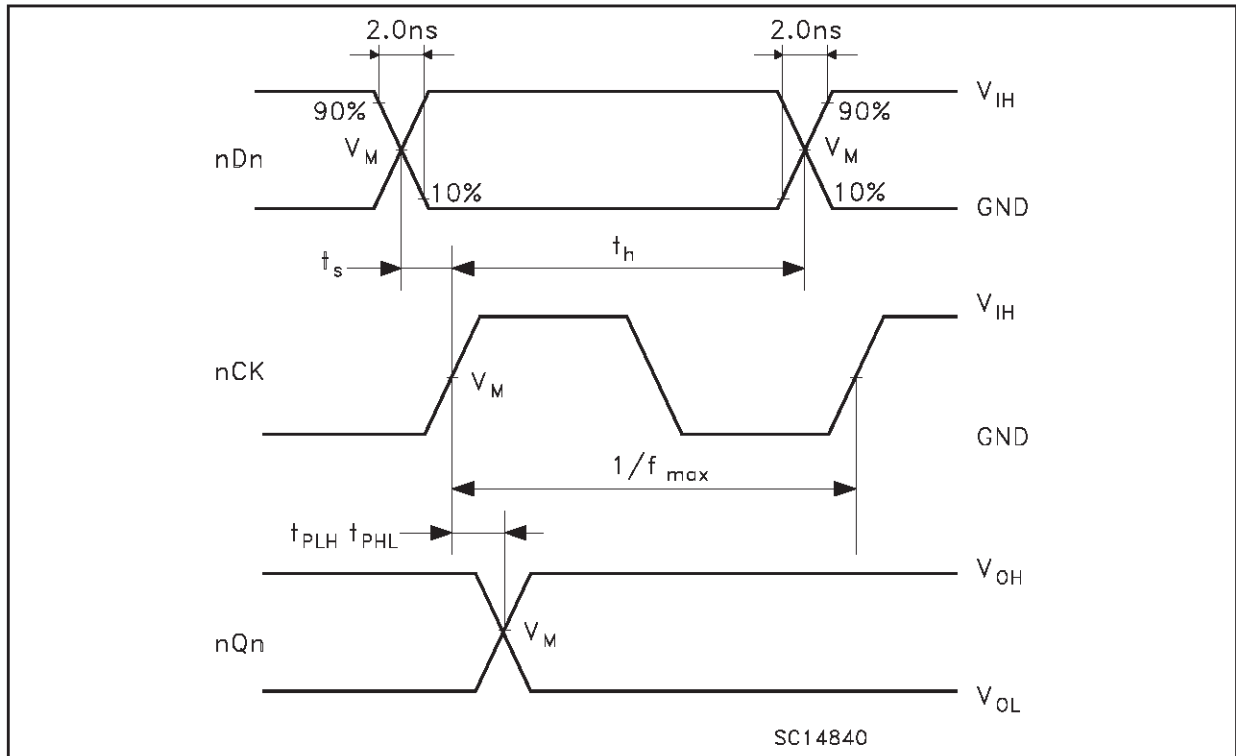 2.0ns 2.0ns
V_IH
90% 90%
nDn V_M V_M
10% 10%
GND
t_s t_h
V_IH
nCK V_M
GND
1/f_max
t_PLH t_PHL
V_OH
nQn V_M
V_OL
SC14840